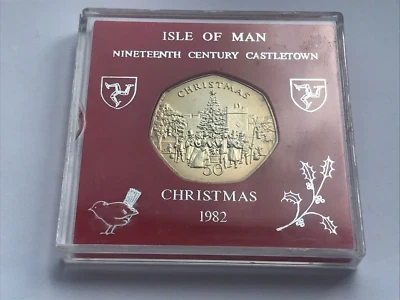 ISLE OF MAN
NINETEENTH CENTURY CASTLETOWN
CHRISTMAS
50
CHRISTMAS
1982